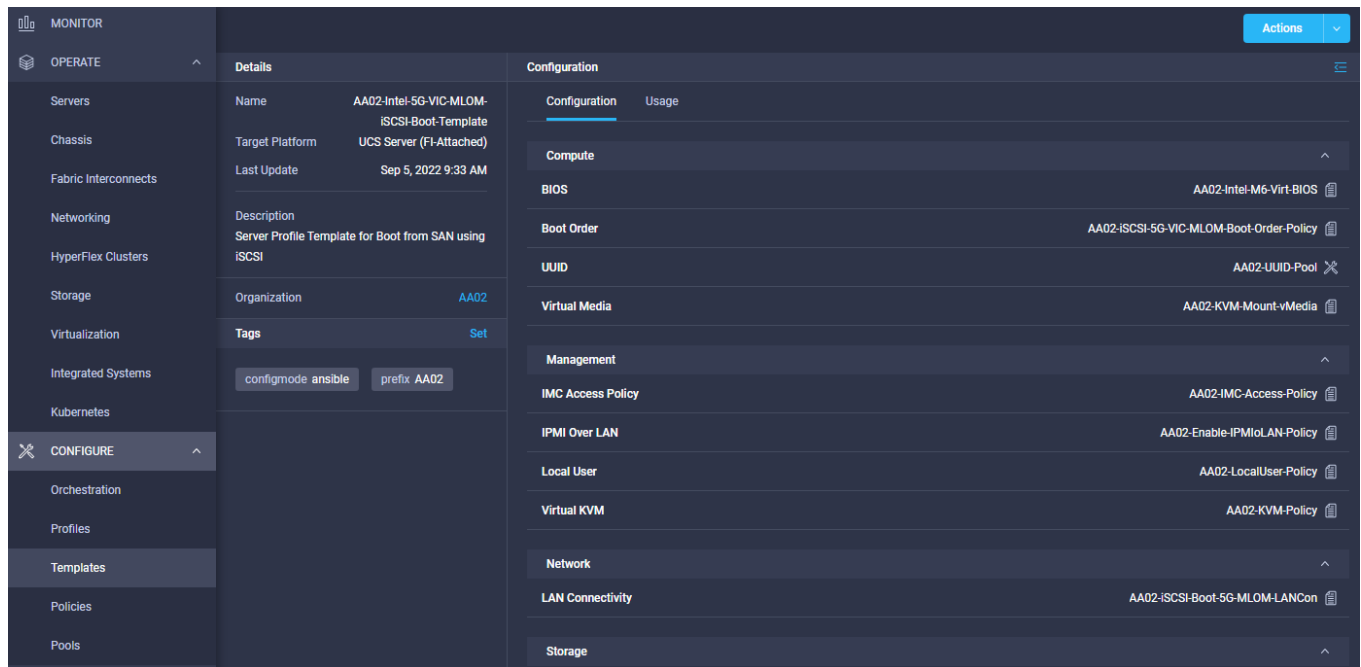 MONITOR
OPERATE
Servers
Chassis
Fabric Interconnects
Networking
HyperFlex Clusters
Storage
Virtualization
Integrated Systems
Kubernetes
CONFIGURE
Orchestration
Profiles
Templates
Policies
Pools
Actions
Details
Name AA02-Intel-5G-VIC-MLOM-
iSCSI-Boot-Template
Target Platform UCS Server (FI-Attached)
Last Update Sep 5, 2022 9:33 AM
Description
Server Profile Template for Boot from SAN using
iSCSI
Organization AA02
Tags Set
configmode ansible prefix AA02
Configuration
Configuration Usage
Compute
BIOS AA02-Intel-M6-Virt-BIOS
Boot Order AA02-iSCSI-5G-VIC-MLOM-Boot-Order-Policy
UUID AA02-UUID-Pool
Virtual Media AA02-KVM-Mount-vMedia
Management
IMC Access Policy AA02-IMC-Access-Policy
IPMI Over LAN AA02-Enable-IPMIoLAN-Policy
Local User AA02-LocalUser-Policy
Virtual KVM AA02-KVM-Policy
Network
LAN Connectivity AA02-iSCSI-Boot-5G-MLOM-LANCon
Storage